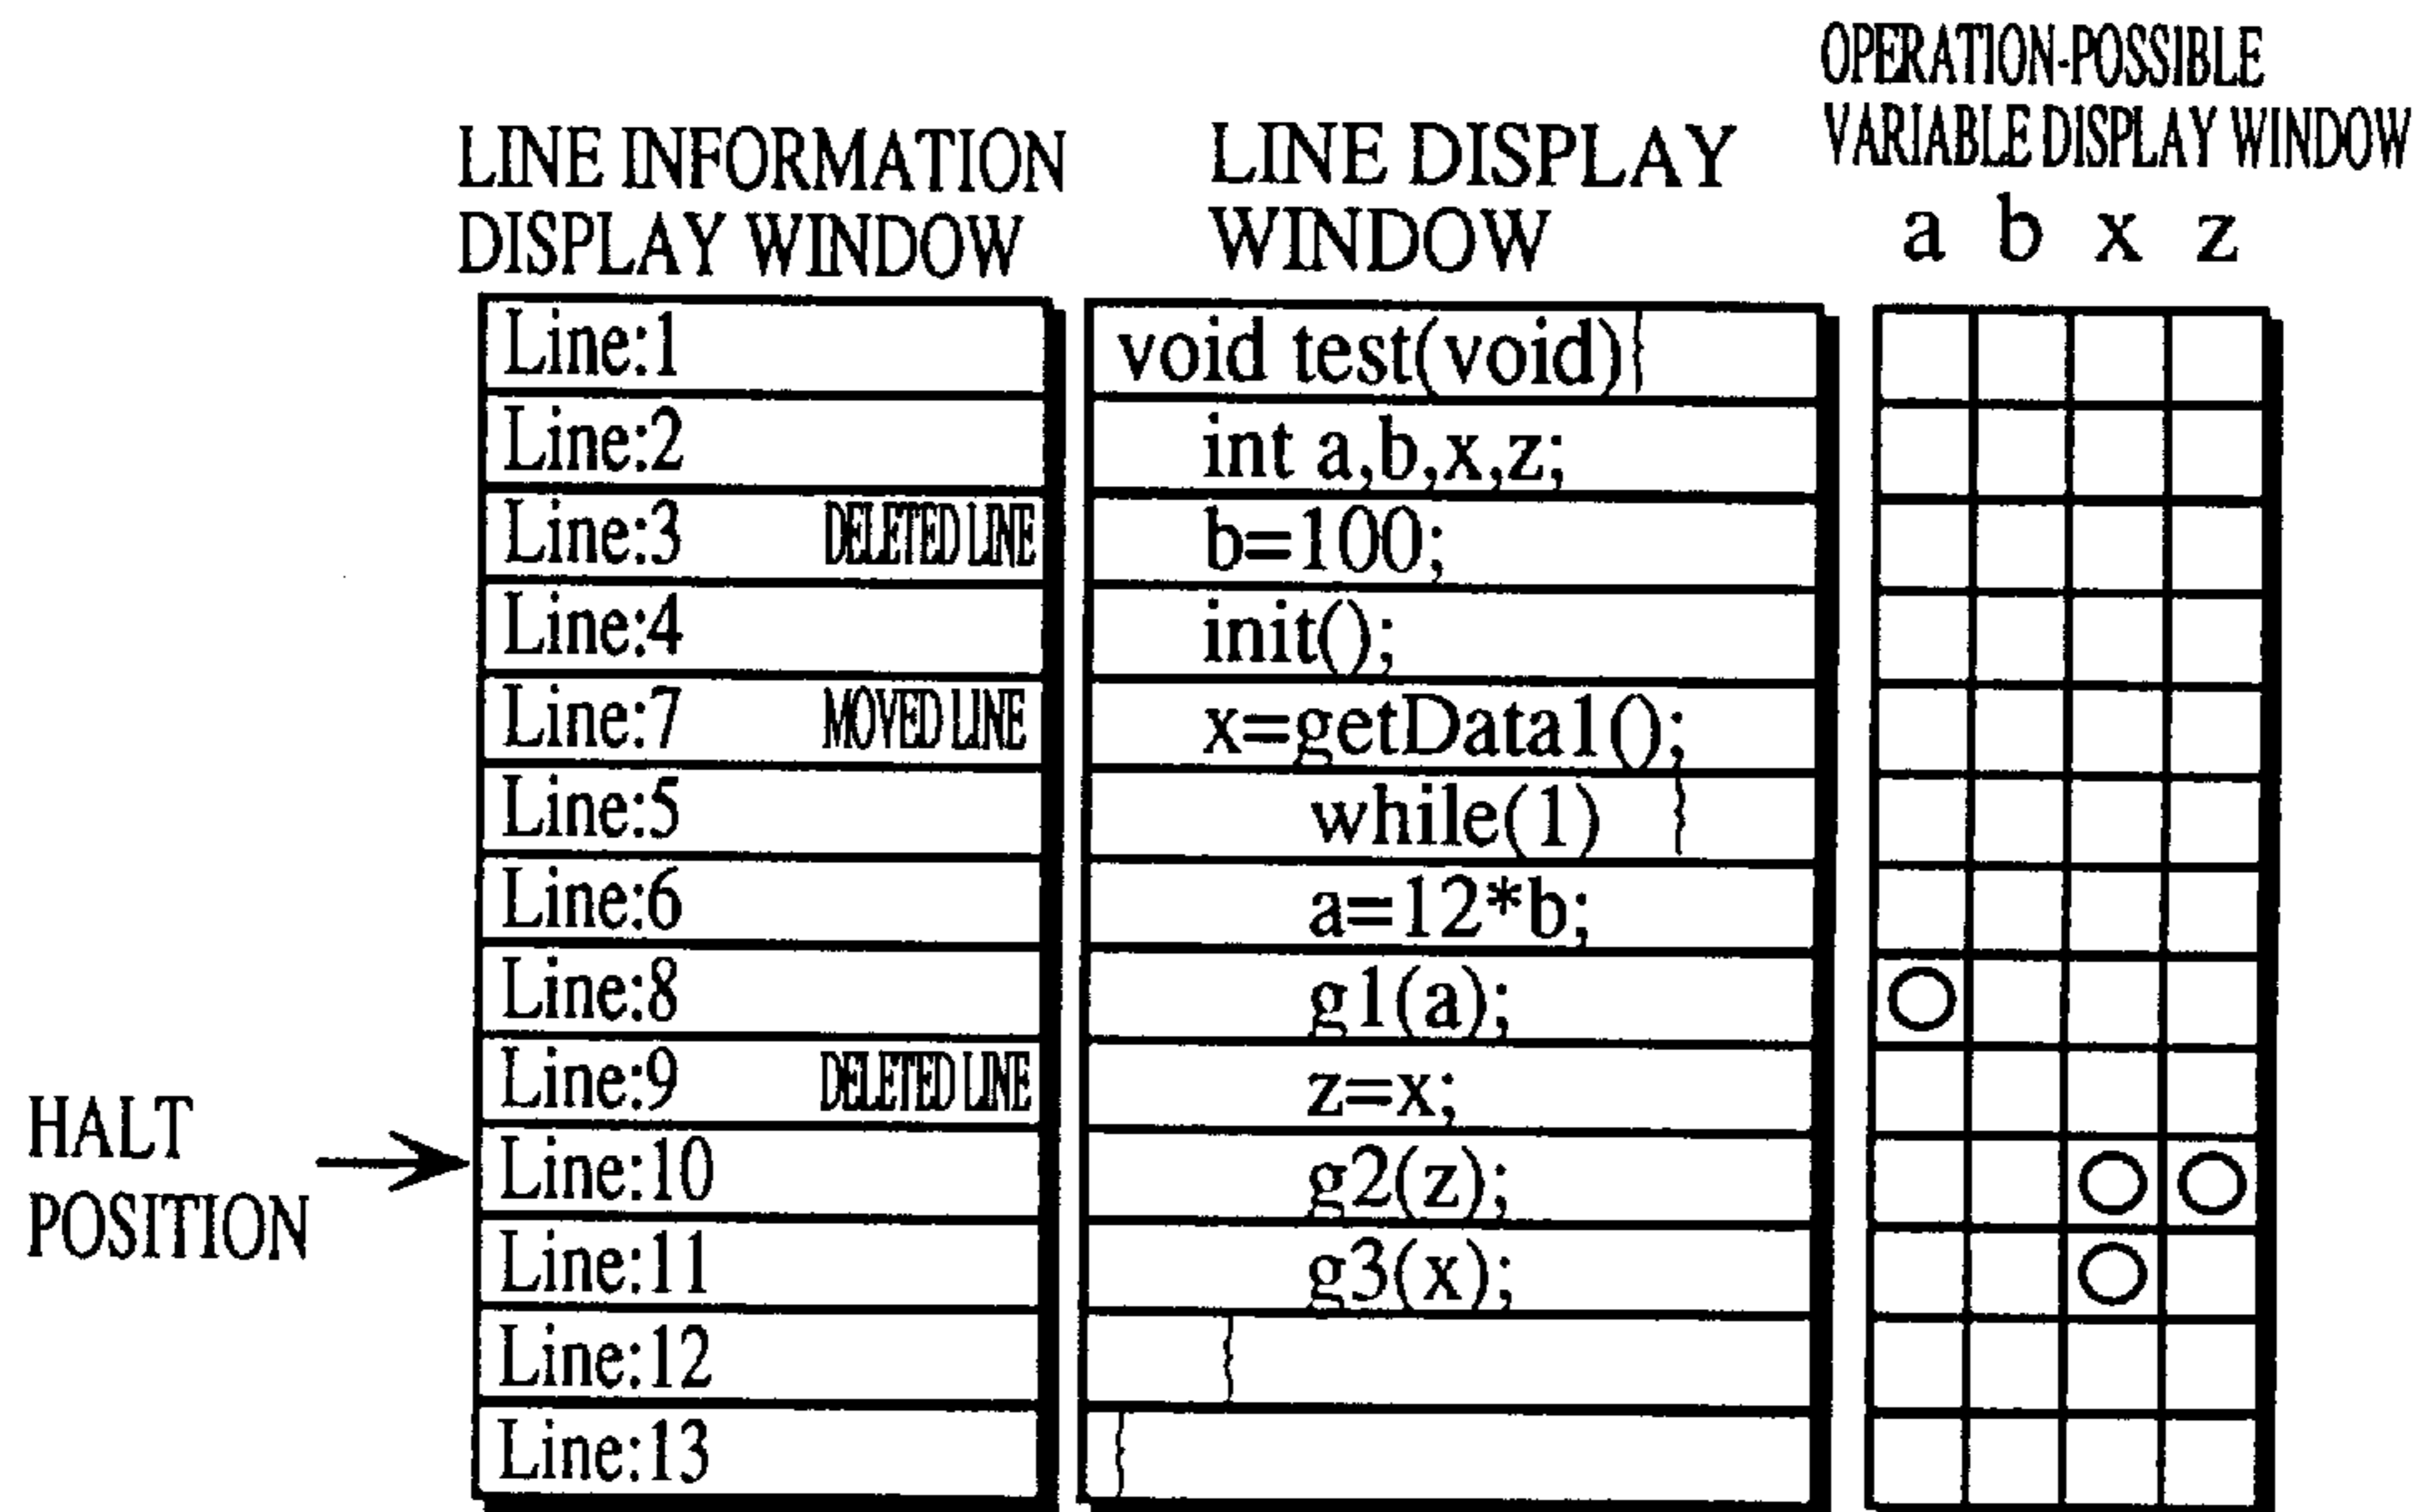 OPERATION-POSSIBLE
VARIABLE DISPLAY WINDOW
LINE INFORMATION
DISPLAY WINDOW
LINE DISPLAY
WINDOW
a b x z
Line:1 void test(void){
Line:2 int a,b,x,z;
Line:3 DELETED LINE b=100;
Line:4 init();
Line:7 MOVED LINE x=getData1();
Line:5 while(1) {
Line:6 a=12*b;
Line:8 g1(a); ○
Line:9 DELETED LINE z=x;
HALT
POSITION
Line:10 g2(z); ○ ○
Line:11 g3(x); ○
Line:12 }
Line:13 }